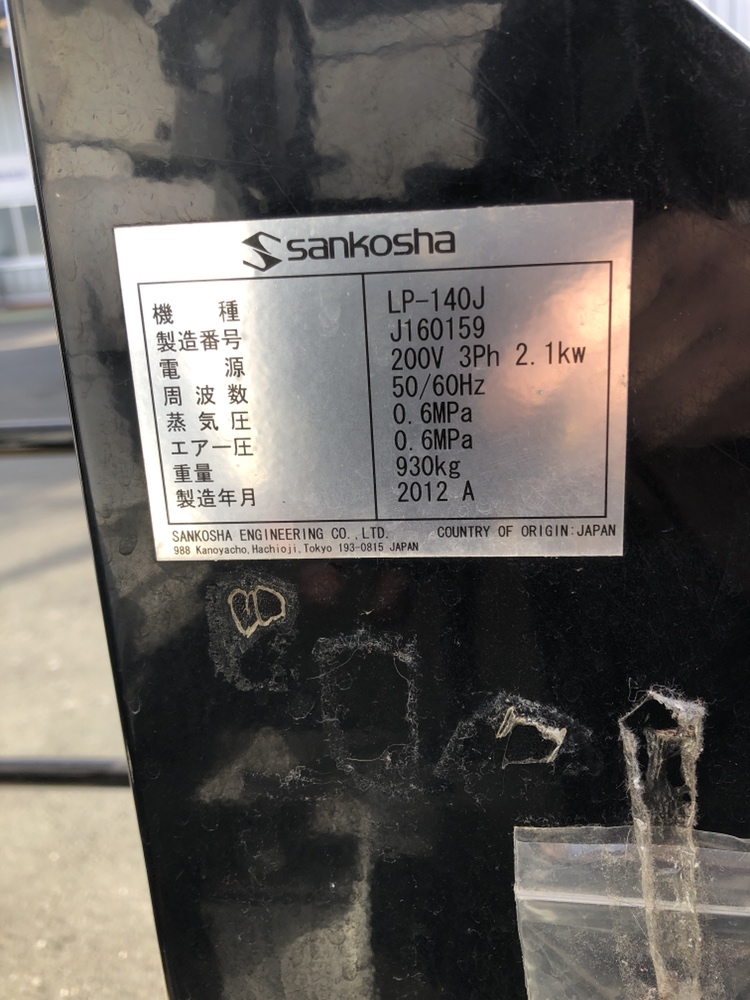 sankosha
機種 LP-140J
製造番号 J160159
電源 200V 3Ph 2.1kw
周波数 50/60Hz
蒸気圧 0.6MPa
エアー圧 0.6MPa
重量 930kg
製造年月 2012 A
SANKOSHA ENGINEERING CO.,LTD. COUNTRY OF ORIGIN:JAPAN
988 Kanoyacho,Hachioji,Tokyo 193-0815 JAPAN